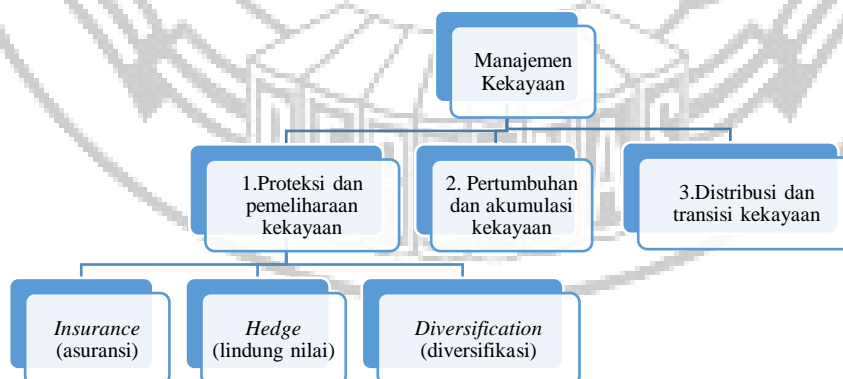 Manajemen
Kekayaan
1.Proteksi dan
pemeliharaan
kekayaan
2. Pertumbuhan
dan akumulasi
kekayaan
3.Distribusi dan
transisi kekayaan
Insurance
(asuransi)
Hedge
(lindung nilai)
Diversification
(diversifikasi)